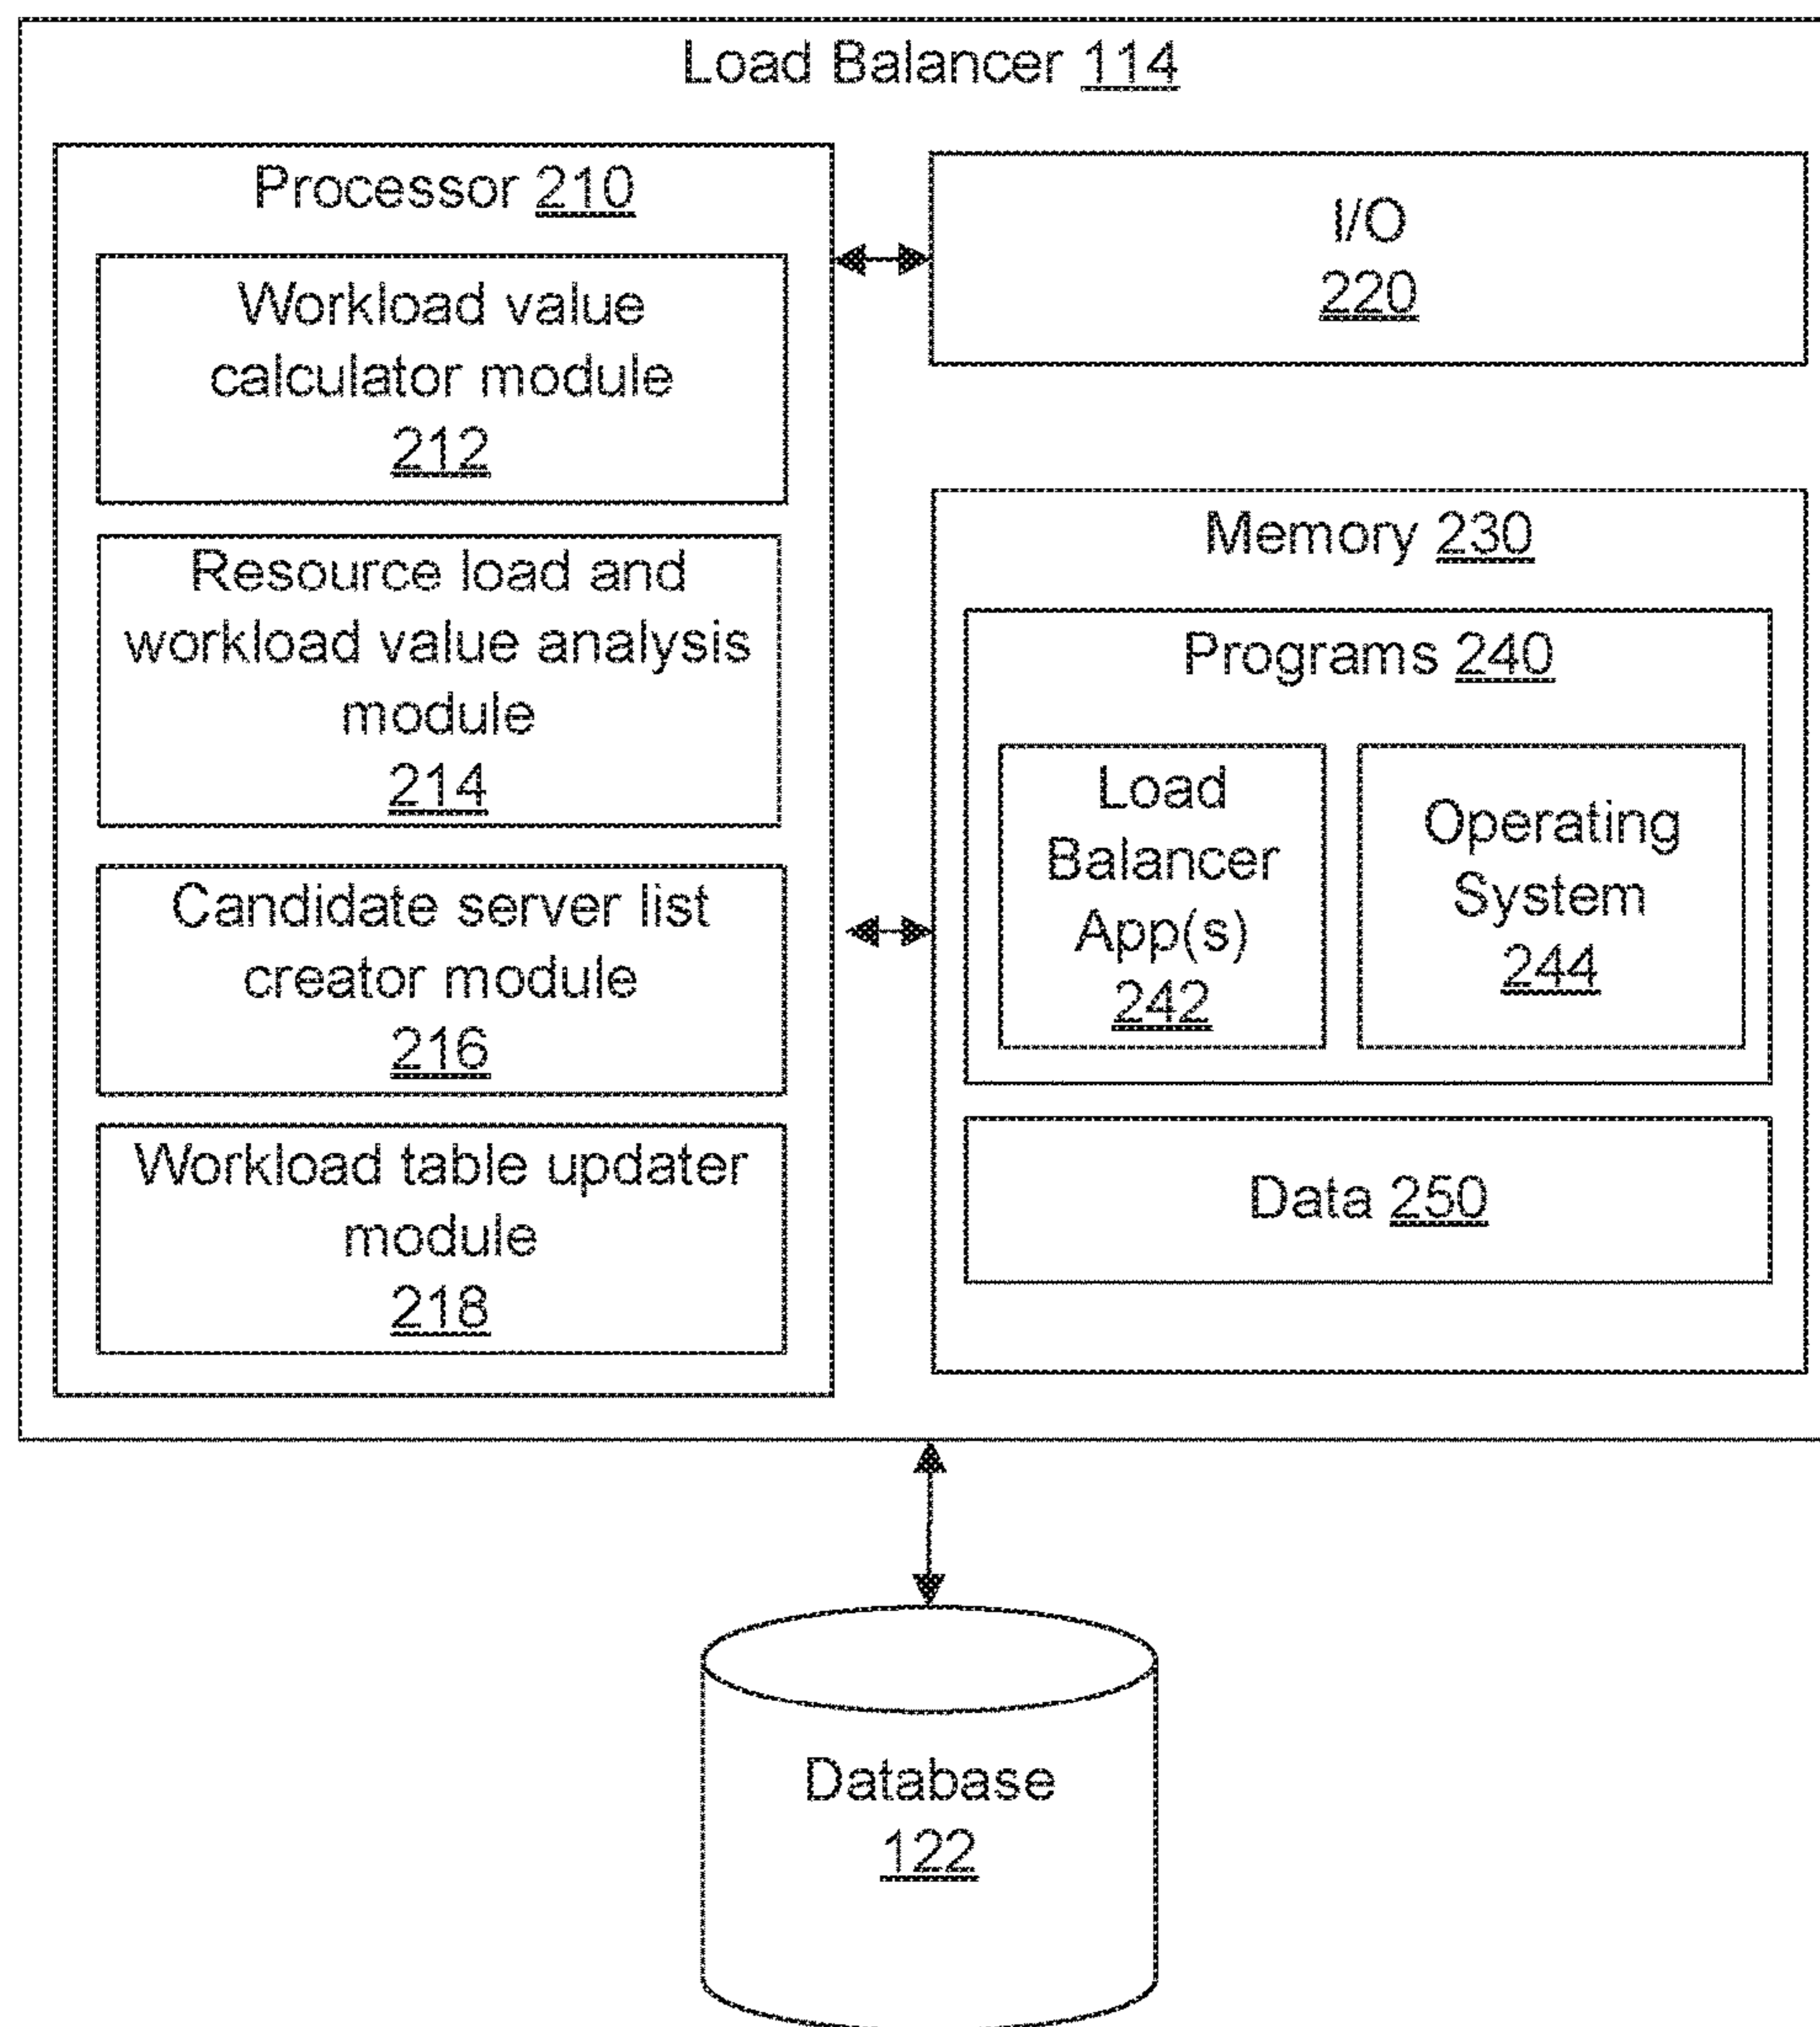 Load Balancer 114
Processor 210
Workload value
calculator module
212
Resource load and
workload value analysis
module
214
Candidate server list
creator module
216
Workload table updater
module
218
I/O
220
Memory 230
Programs 240
Load
Balancer
App(s)
242
Operating
System
244
Data 250
Database
122